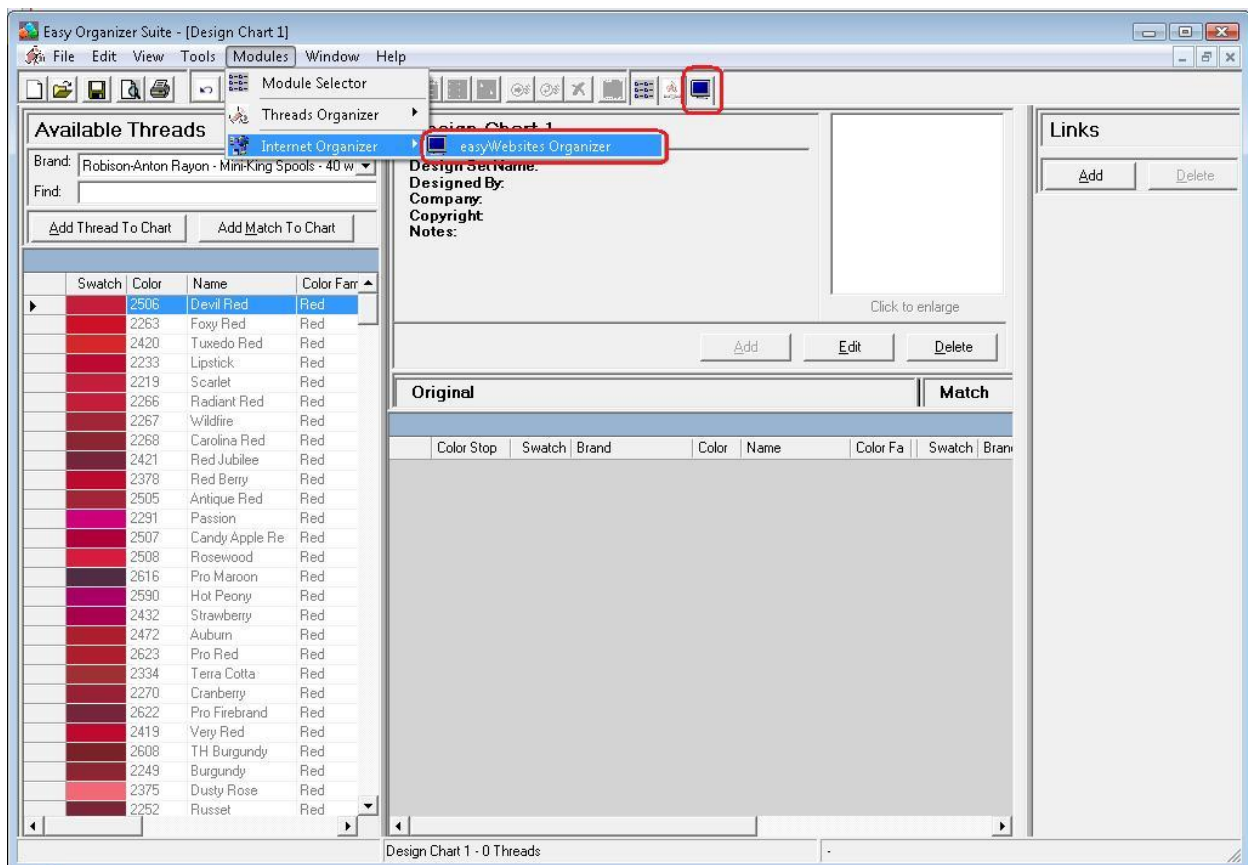 Easy Organizer Suite - [Design Chart 1]
File Edit View Tools Modules Window Help
Module Selector
Threads Organizer
Internet Organizer
easyWebsites Organizer
Available Threads
Brand: Robison-Anton Rayon - Mini-King Spools - 40 w
Find:
Add Thread To Chart Add Match To Chart
Swatch Color Name Color Fam
2506 Devil Red Red
2263 Foxy Red Red
2420 Tuxedo Red Red
2233 Lipstick Red
2219 Scarlet Red
2266 Radiant Red Red
2267 Wildfire Red
2268 Carolina Red Red
2421 Red Jubilee Red
2378 Red Berry Red
2505 Antique Red Red
2291 Passion Red
2507 Candy Apple Re Red
2508 Rosewood Red
2616 Pro Maroon Red
2590 Hot Peony Red
2432 Strawberry Red
2472 Auburn Red
2623 Pro Red Red
2334 Terra Cotta Red
2270 Cranberry Red
2622 Pro Firebrand Red
2419 Very Red Red
2608 TH Burgundy Red
2249 Burgundy Red
2375 Dusty Rose Red
2252 Russet Red
Design Chart 1
Design Set Name:
Designed By:
Company:
Copyright:
Notes:
Click to enlarge
Add Edit Delete
Original Match
Color Stop Swatch Brand Color Name Color Fa Swatch Bran
Links
Add Delete
Design Chart 1 - 0 Threads -